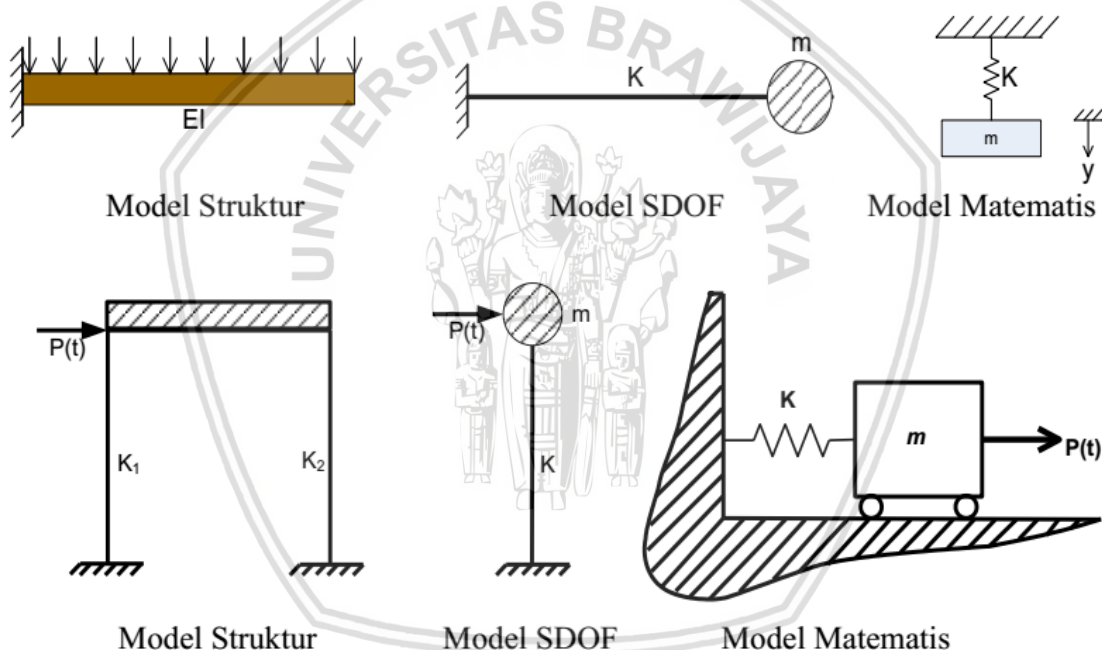 UNIVERSITAS BRAWIJAYA
EI
K
m
K
m
y
Model Struktur
Model SDOF
Model Matematis
P(t)
K₁
K₂
P(t)
m
K
K
m
P(t)
Model Struktur
Model SDOF
Model Matematis